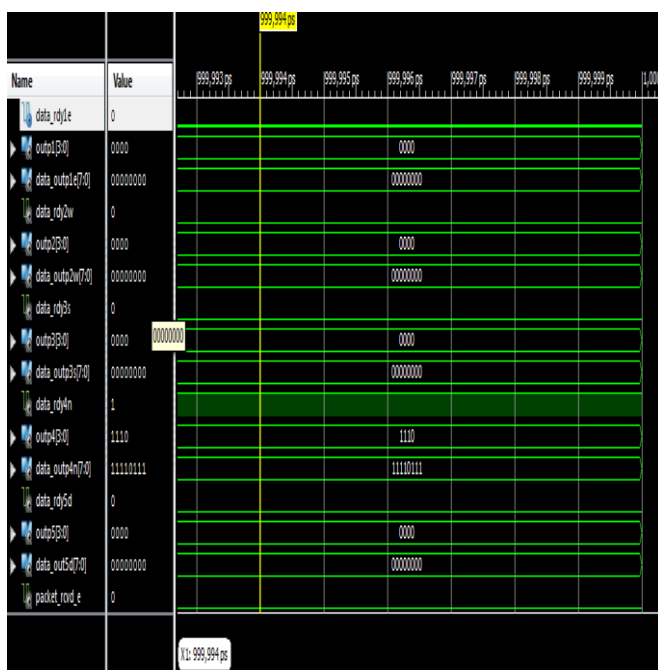 999,994 ps
Name Value 999,993 ps 999,994 ps 999,995 ps 999,996 ps 999,997 ps 999,998 ps 999,999 ps 1,00
data_rdy1e 0
outp1[3:0] 0000 0000
data_outp1e[7:0] 00000000 00000000
data_rdy2w 0
outp2[3:0] 0000 0000
data_outp2w[7:0] 00000000 00000000
data_rdy3s 0
outp3[3:0] 0000 00000000 0000
data_outp3s[7:0] 00000000 00000000
data_rdy4n 1
outp4[3:0] 1110 1110
data_outp4n[7:0] 11110111 11110111
data_rdy5d 0
outp5[3:0] 0000 0000
data_out5d[7:0] 00000000 00000000
packet_rcvd_e 0
X1: 999,994 ps